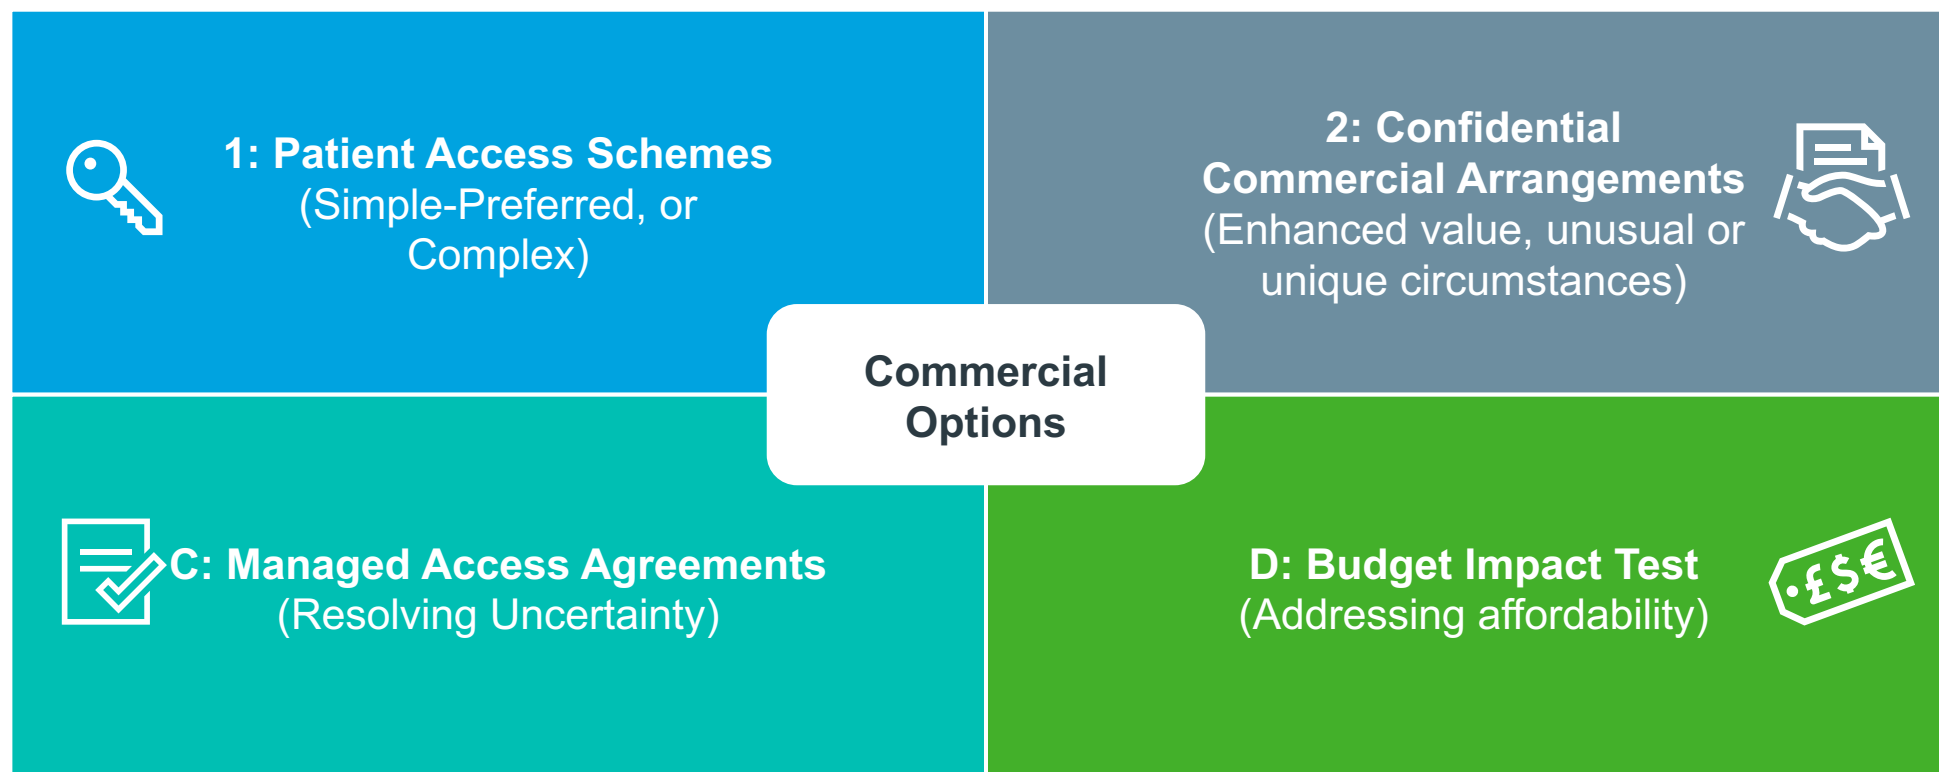 1: Patient Access Schemes
(Simple-Preferred, or
Complex)
2: Confidential
Commercial Arrangements
(Enhanced value, unusual or
unique circumstances)
Commercial
Options
C: Managed Access Agreements
(Resolving Uncertainty)
D: Budget Impact Test
(Addressing affordability)
£$€